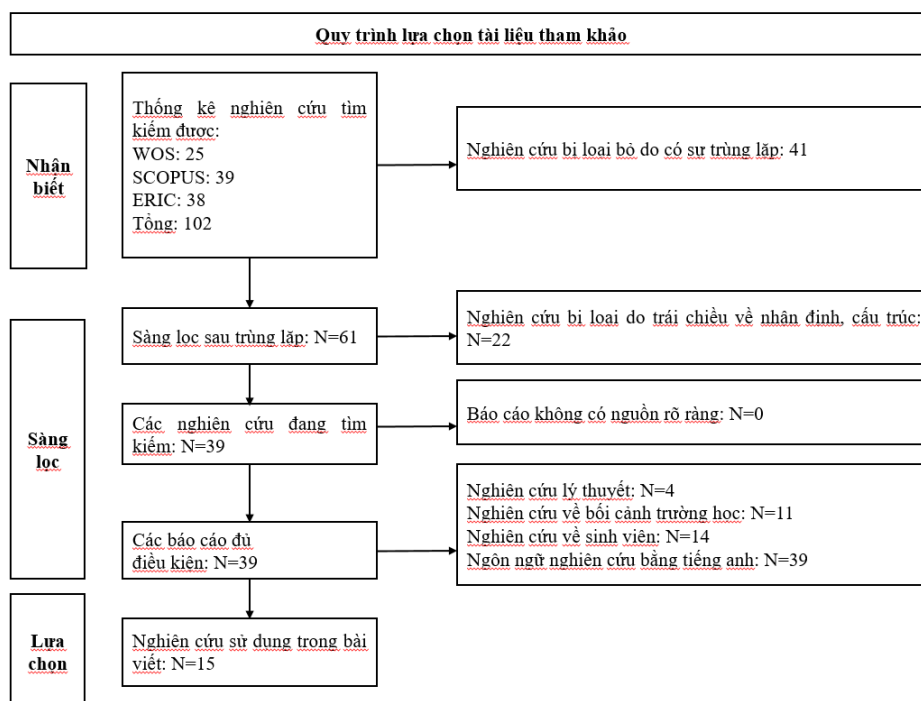 Quy trình lựa chọn tài liệu tham khảo
Nhận
biết
Thống kê nghiên cứu tìm
kiếm được:
WOS: 25
SCOPUS: 39
ERIC: 38
Tổng: 102
Nghiên cứu bị loại bỏ do có sự trùng lặp: 41
Sàng
lọc
Sàng lọc sau trùng lặp: N=61
Nghiên cứu bị loại do trái chiều về nhận định, cấu trúc:
N=22
Các nghiên cứu đang tìm
kiếm: N=39
Báo cáo không có nguồn rõ ràng: N=0
Các báo cáo đủ
điều kiện: N=39
Nghiên cứu lý thuyết: N=4
Nghiên cứu về bối cảnh trường học: N=11
Nghiên cứu về sinh viên: N=14
Ngôn ngữ nghiên cứu bằng tiếng anh: N=39
Lựa
chọn
Nghiên cứu sử dụng trong bài
viết: N=15